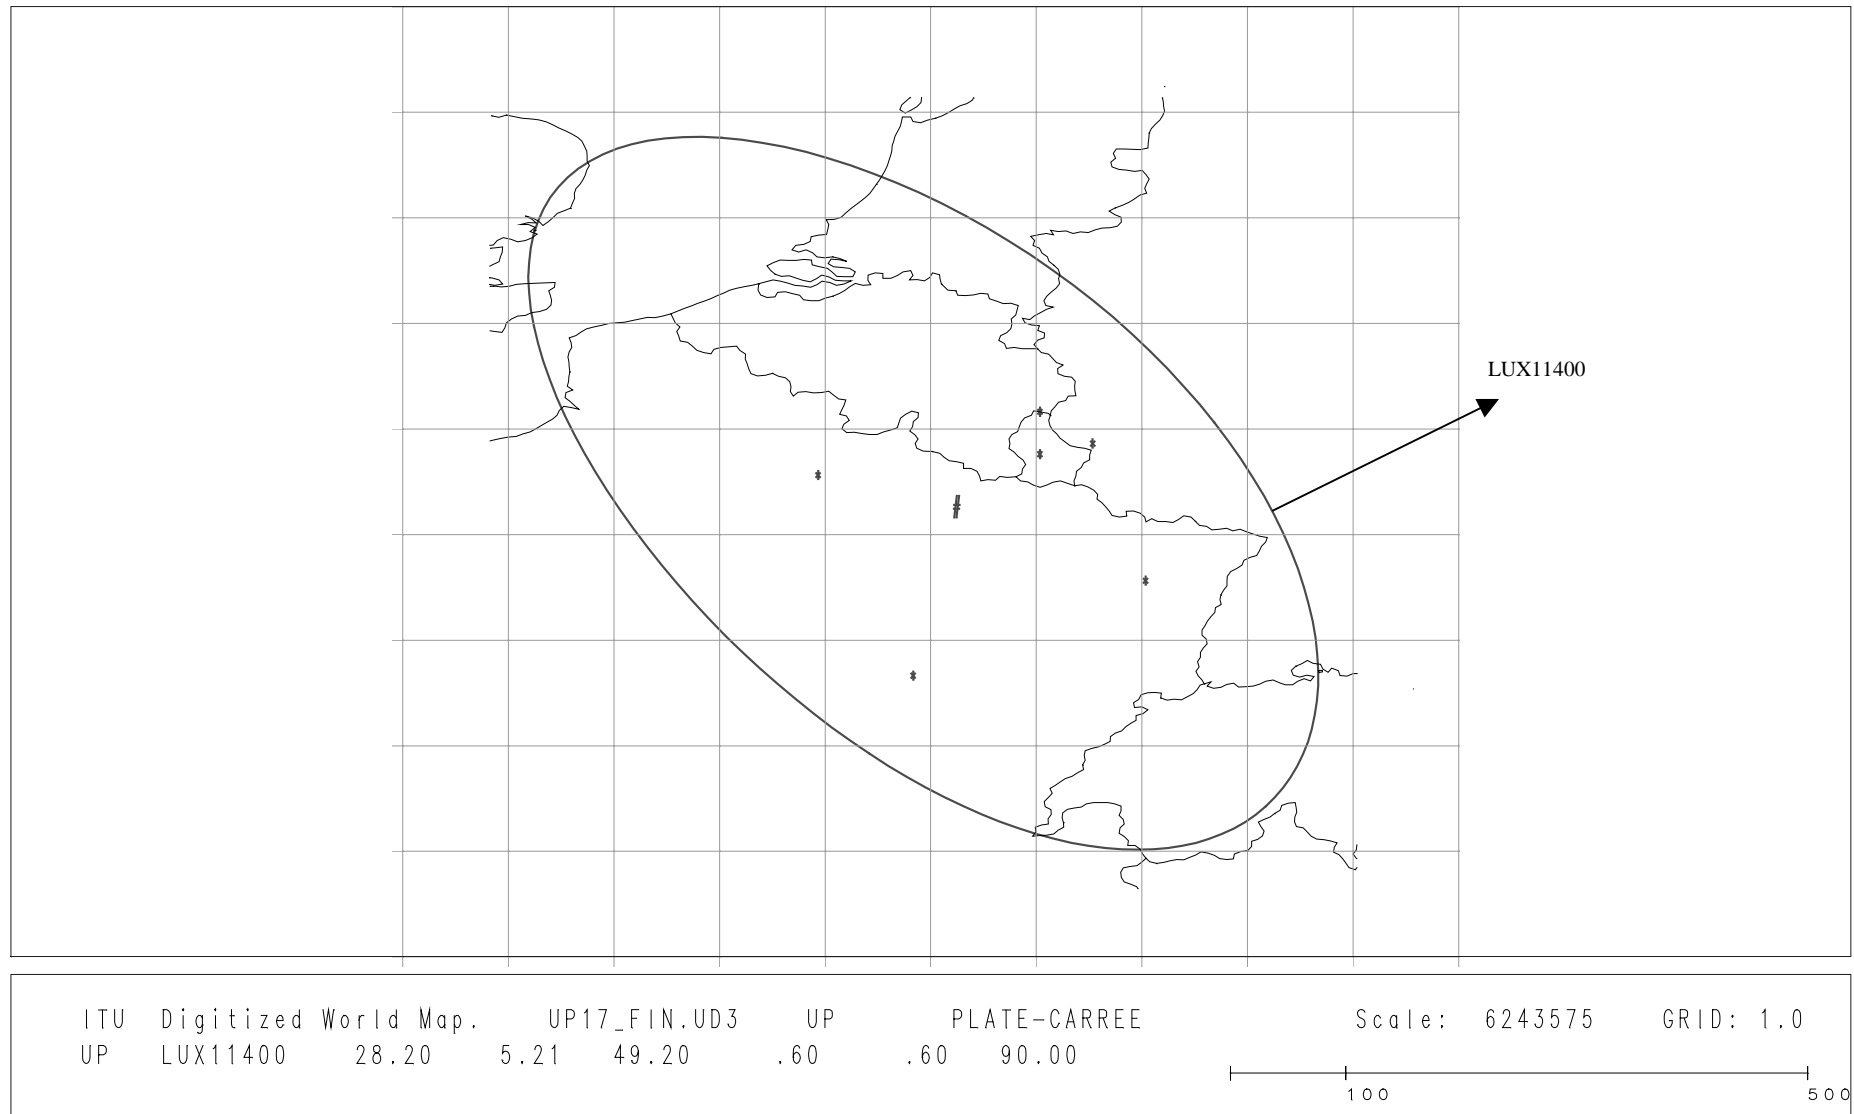 LUX11400
ITU Digitized World Map. UP17_FIN.UD3 UP PLATE-CARREE Scale: 6243575 GRID: 1.0
UP LUX11400 28.20 5.21 49.20 .60 .60 90.00
100 500